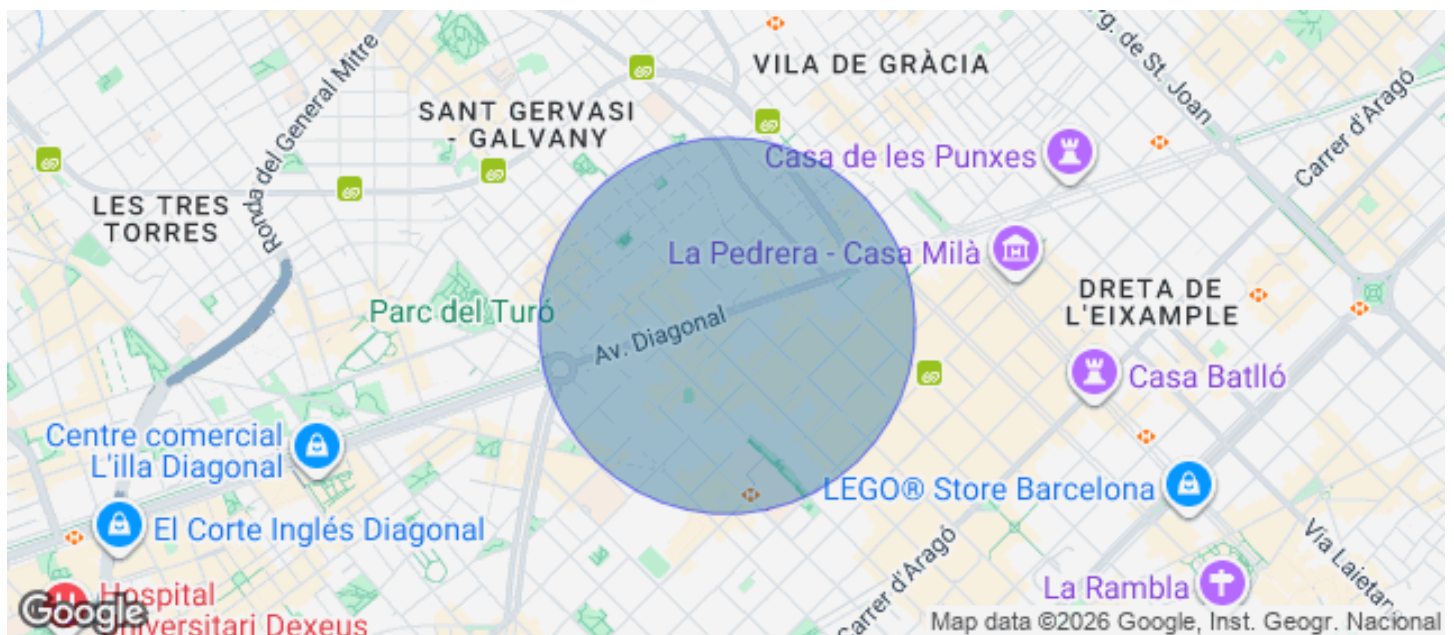 VILA DE GRÀCIA
rg. de St. Joan
SANT GERVASI
- GALVANY
Ronda del General Mitre
Carrer d'Aragó
Casa de les Punxes
LES TRES
TORRES
La Pedrera - Casa Milà
DRETA DE
L'EIXAMPLE
Parc del Turó
Av. Diagonal
Casa Batlló
Centre comercial
L'illa Diagonal
LEGO® Store Barcelona
El Corte Inglés Diagonal
Via Laietan
Carrer d'Aragó
La Rambla
Hospital
Universitari Dexeus
Google
Map data ©2026 Google, Inst. Geogr. Nacional